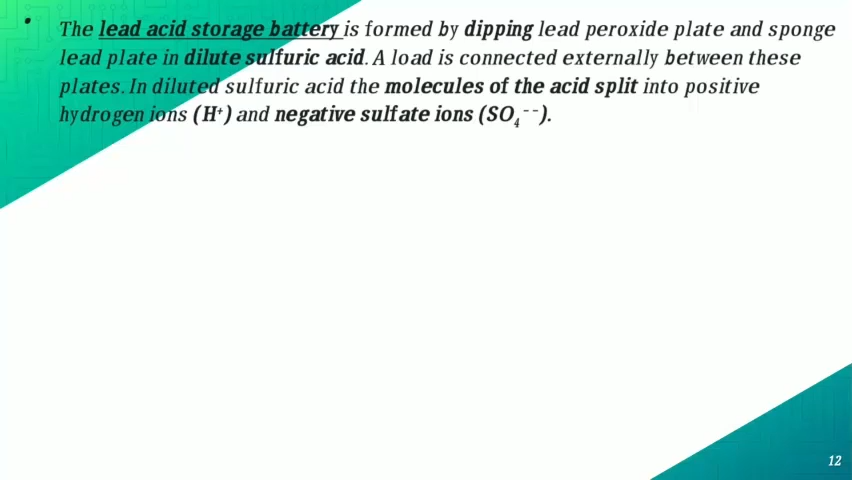 • The lead acid storage battery is formed by dipping lead peroxide plate and sponge
lead plate in dilute sulfuric acid. A load is connected externally between these
plates. In diluted sulfuric acid the molecules of the acid split into positive
hydrogen ions (H⁺) and negative sulfate ions (SO₄⁻⁻).
12